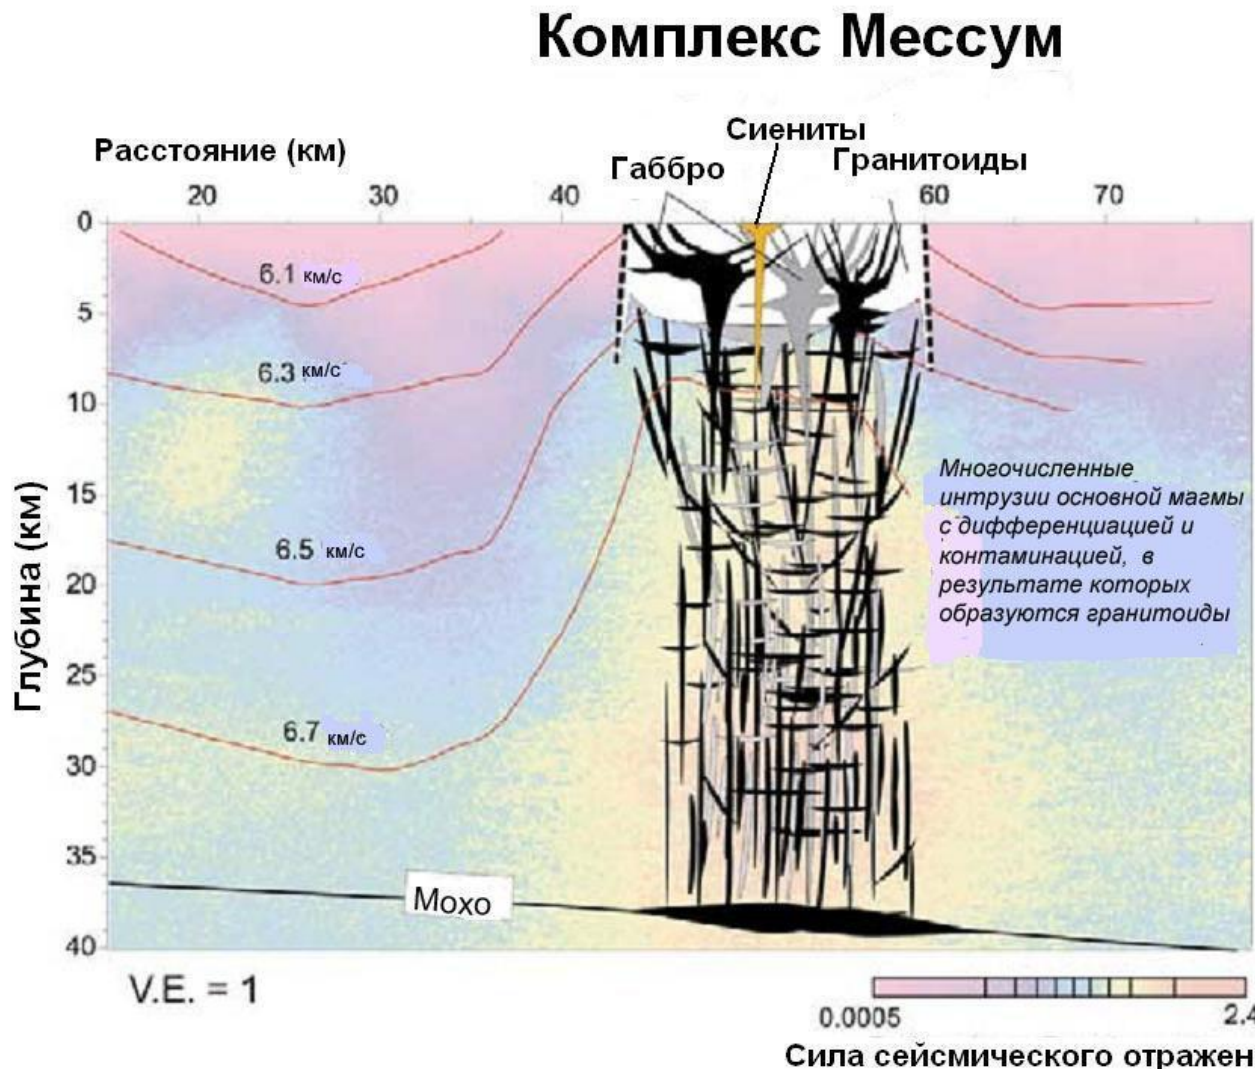 Комплекс Мессум
Сиениты
Расстояние (км)
Габбро
Гранитоиды
20 30 40 60 70
0
5
10
15
20
25
30
35
40
Глубина (км)
6.1 км/с
6.3 км/с
6.5 км/с
6.7 км/с
Многочисленные
интрузии основной магмы
с дифференциацией и
контаминацией, в
результате которых
образуются гранитоиды
Мохо
V.E. = 1
0.0005 2.4
Сила сейсмического отражен